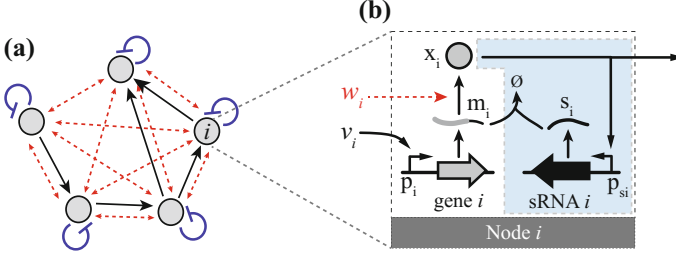 (a)
i
(b)
x_i
w_i
m_i
ø
s_i
v_i
p_i
p_si
gene i
sRNA i
Node i